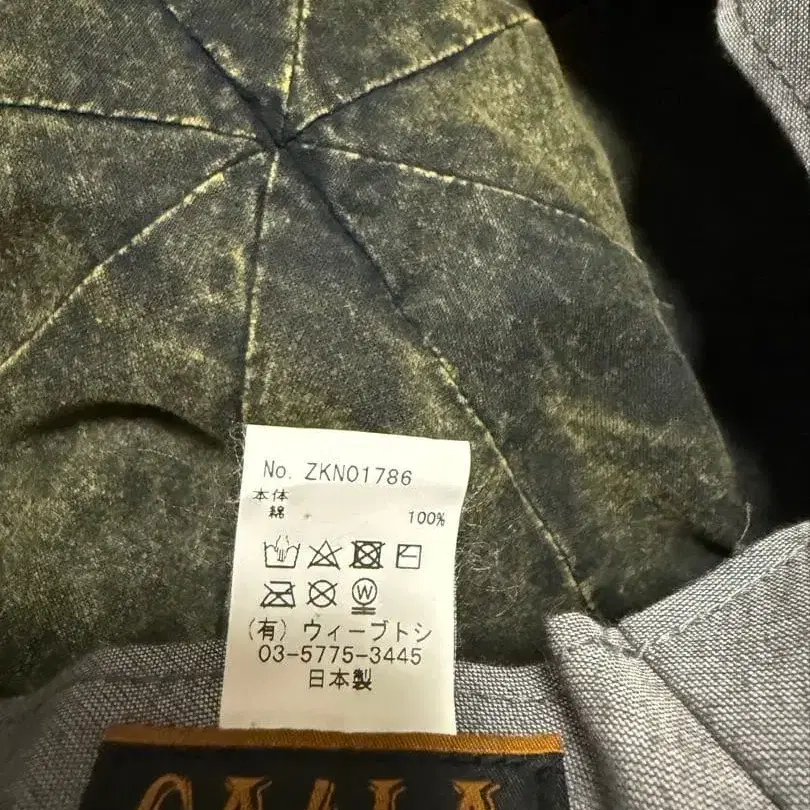 No. ZKN01786
本体
綿 100%
W
(有) ウィーブトシ
03-5775-3445
日本製
CA4LA